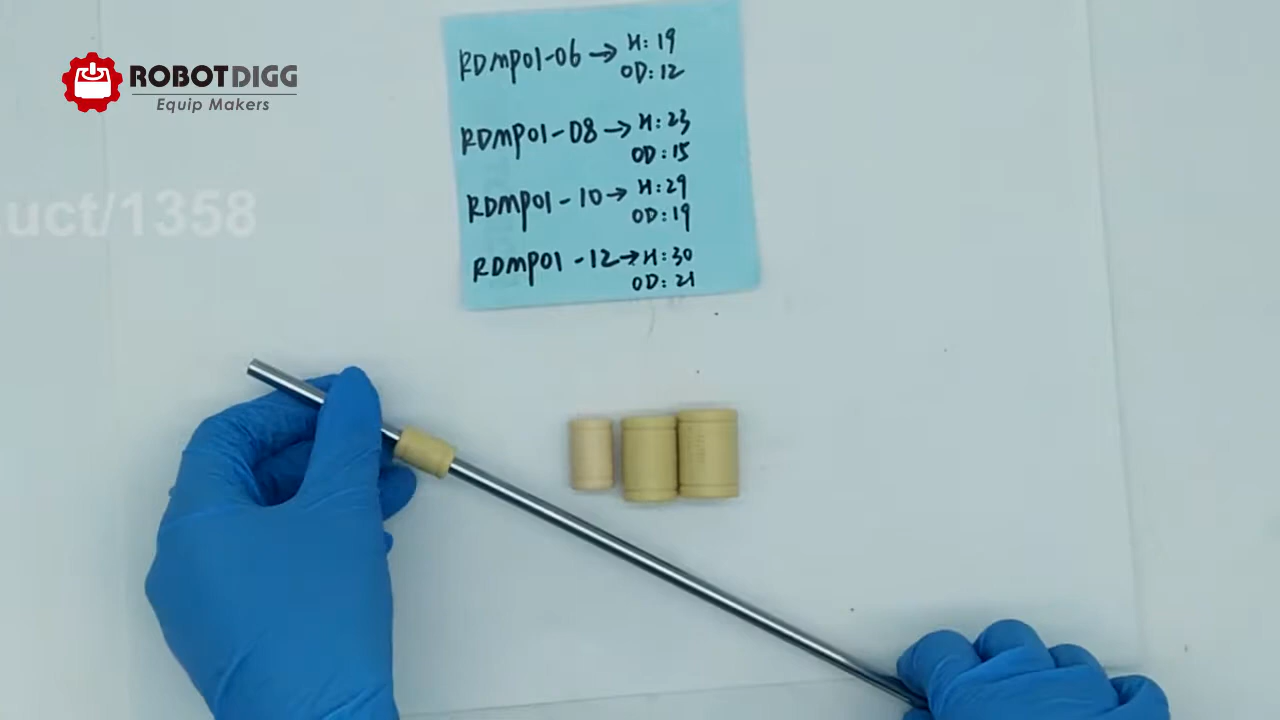 ROBOTDIGG
Equip Makers
uct/1358
RDMP01-06→ H: 19
OD: 12
RDMP01-08→ H: 23
OD: 15
RDMP01-10→ H: 29
OD: 19
RDMP01-12→ H: 30
OD: 21